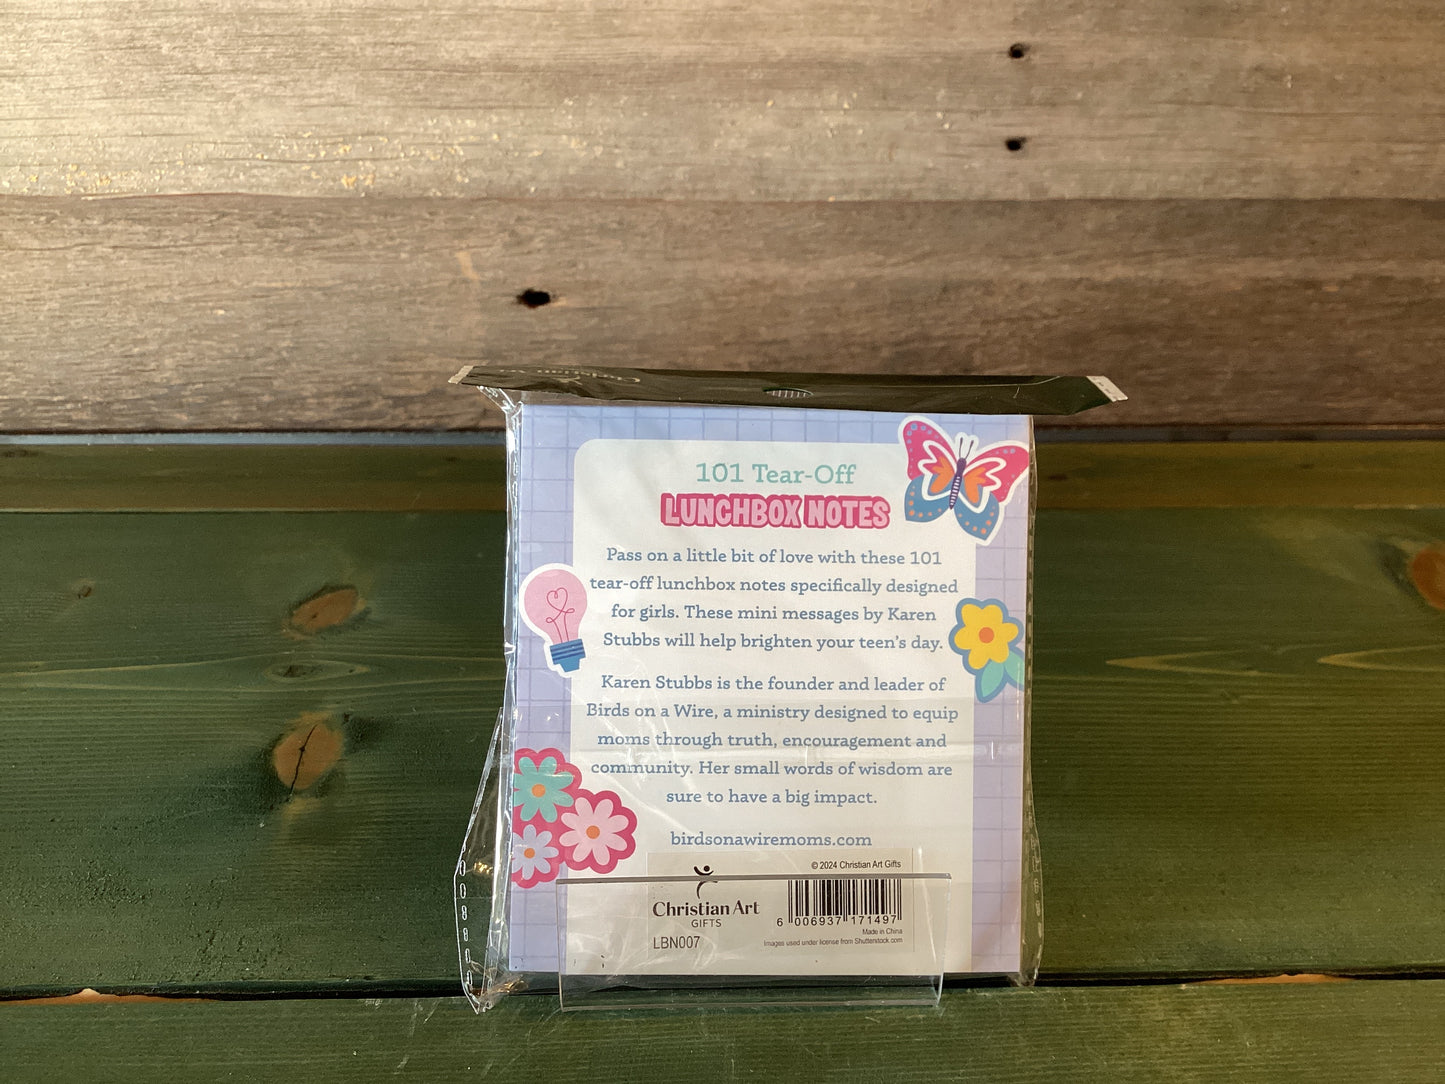 101 Tear-Off
LUNCHBOX NOTES
Pass on a little bit of love with these 101
tear-off lunchbox notes specifically designed
for girls. These mini messages by Karen
Stubbs will help brighten your teen's day.
Karen Stubbs is the founder and leader of
Birds on a Wire, a ministry designed to equip
moms through truth, encouragement and
community. Her small words of wisdom are
sure to have a big impact.
birdsonawiremoms.com
© 2024 Christian Art Gifts
Christian Art
GIFTS
6 006937 171497
LBN007
Made in China
Images used under license from Shutterstock.com